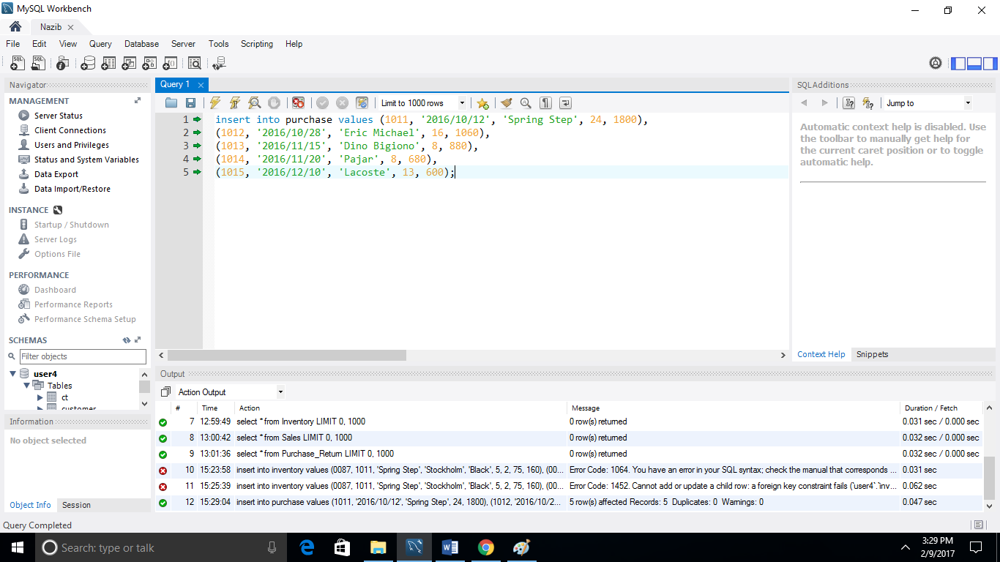 MySQL Workbench
Nazib
File Edit View Query Database Server Tools Scripting Help
Navigator
MANAGEMENT
Server Status
Client Connections
Users and Privileges
Status and System Variables
Data Export
Data Import/Restore
INSTANCE
Startup / Shutdown
Server Logs
Options File
PERFORMANCE
Dashboard
Performance Reports
Performance Schema Setup
SCHEMAS
Filter objects
user4
Tables
ct
customer
Information
No object selected
Object Info Session
Query 1
Limit to 1000 rows
1 insert into purchase values (1011, '2016/10/12', 'Spring Step', 24, 1800),
2 (1012, '2016/10/28', 'Eric Michael', 16, 1060),
3 (1013, '2016/11/15', 'Dino Bigiono', 8, 880),
4 (1014, '2016/11/20', 'Pajar', 8, 680),
5 (1015, '2016/12/10', 'Lacoste', 13, 600);
SQLAdditions
Jump to
Automatic context help is disabled. Use
the toolbar to manually get help for
the current caret position or to toggle
automatic help.
Context Help Snippets
Output
Action Output
# Time Action Message Duration / Fetch
7 12:59:49 select * from Inventory LIMIT 0, 1000 0 row(s) returned 0.031 sec / 0.000 sec
8 13:00:42 select * from Sales LIMIT 0, 1000 0 row(s) returned 0.032 sec / 0.000 sec
9 13:01:36 select * from Purchase_Return LIMIT 0, 1000 0 row(s) returned 0.032 sec / 0.000 sec
10 15:23:58 insert into inventory values (0087, 1011, 'Spring Step', 'Stockholm', 'Black', 5, 2, 75, 160), (00... Error Code: 1064. You have an error in your SQL syntax; check the manual that corresponds ... 0.031 sec
11 15:25:39 insert into inventory values (0087, 1011, 'Spring Step', 'Stockholm', 'Black', 5, 2, 75, 160), (00... Error Code: 1452. Cannot add or update a child row: a foreign key constraint fails (`user4`.`inv... 0.062 sec
12 15:29:04 insert into purchase values (1011, '2016/10/12', 'Spring Step', 24, 1800), (1012, '2016/10/2... 5 row(s) affected Records: 5 Duplicates: 0 Warnings: 0 0.047 sec
Query Completed
Search: type or talk
3:29 PM
2/9/2017